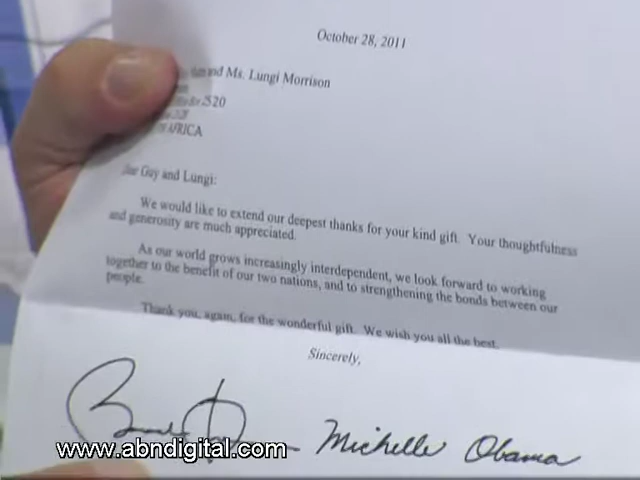 October 28, 2011
and Ms. Lungi Morrison
2520
AFRICA
Guy and Lungi:
We would like to extend our deepest thanks for your kind gift. Your thoughtfulness
and generosity are much appreciated.
As our world grows increasingly interdependent, we look forward to working
together to the benefit of our two nations, and to strengthening the bonds between our
people.
Thank you, again, for the wonderful gift. We wish you all the best.
Sincerely,
Michelle Obama
www.abndigital.com